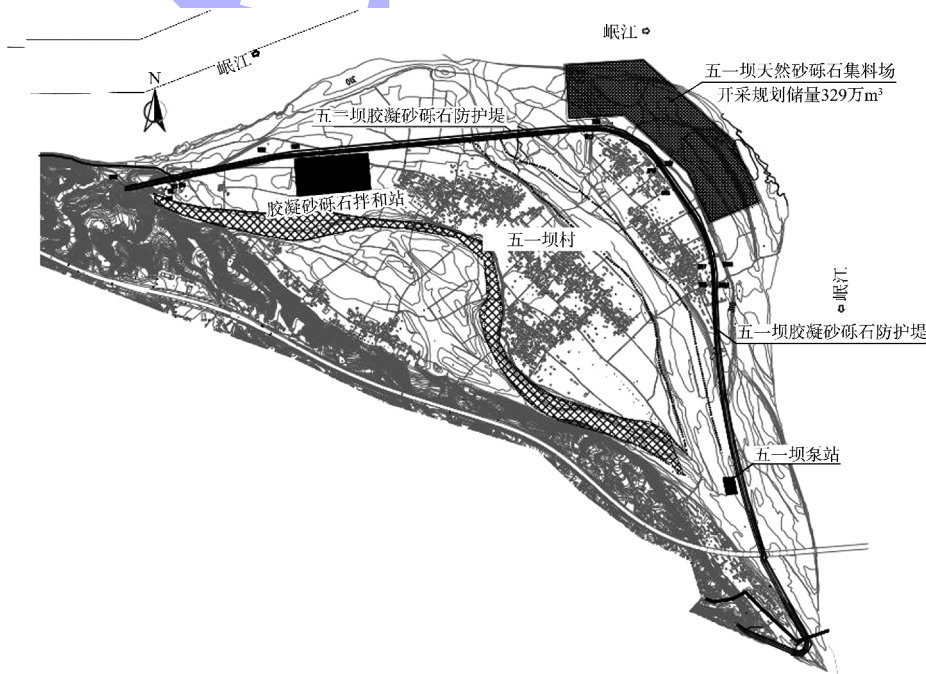 岷江
岷江
N
五一坝天然砂砾石集料场
开采规划储量329万m³
310
五一坝胶凝砂砾石防护堤
胶凝砂砾石拌和站
五一坝村
岷江
五一坝胶凝砂砾石防护堤
五一坝泵站